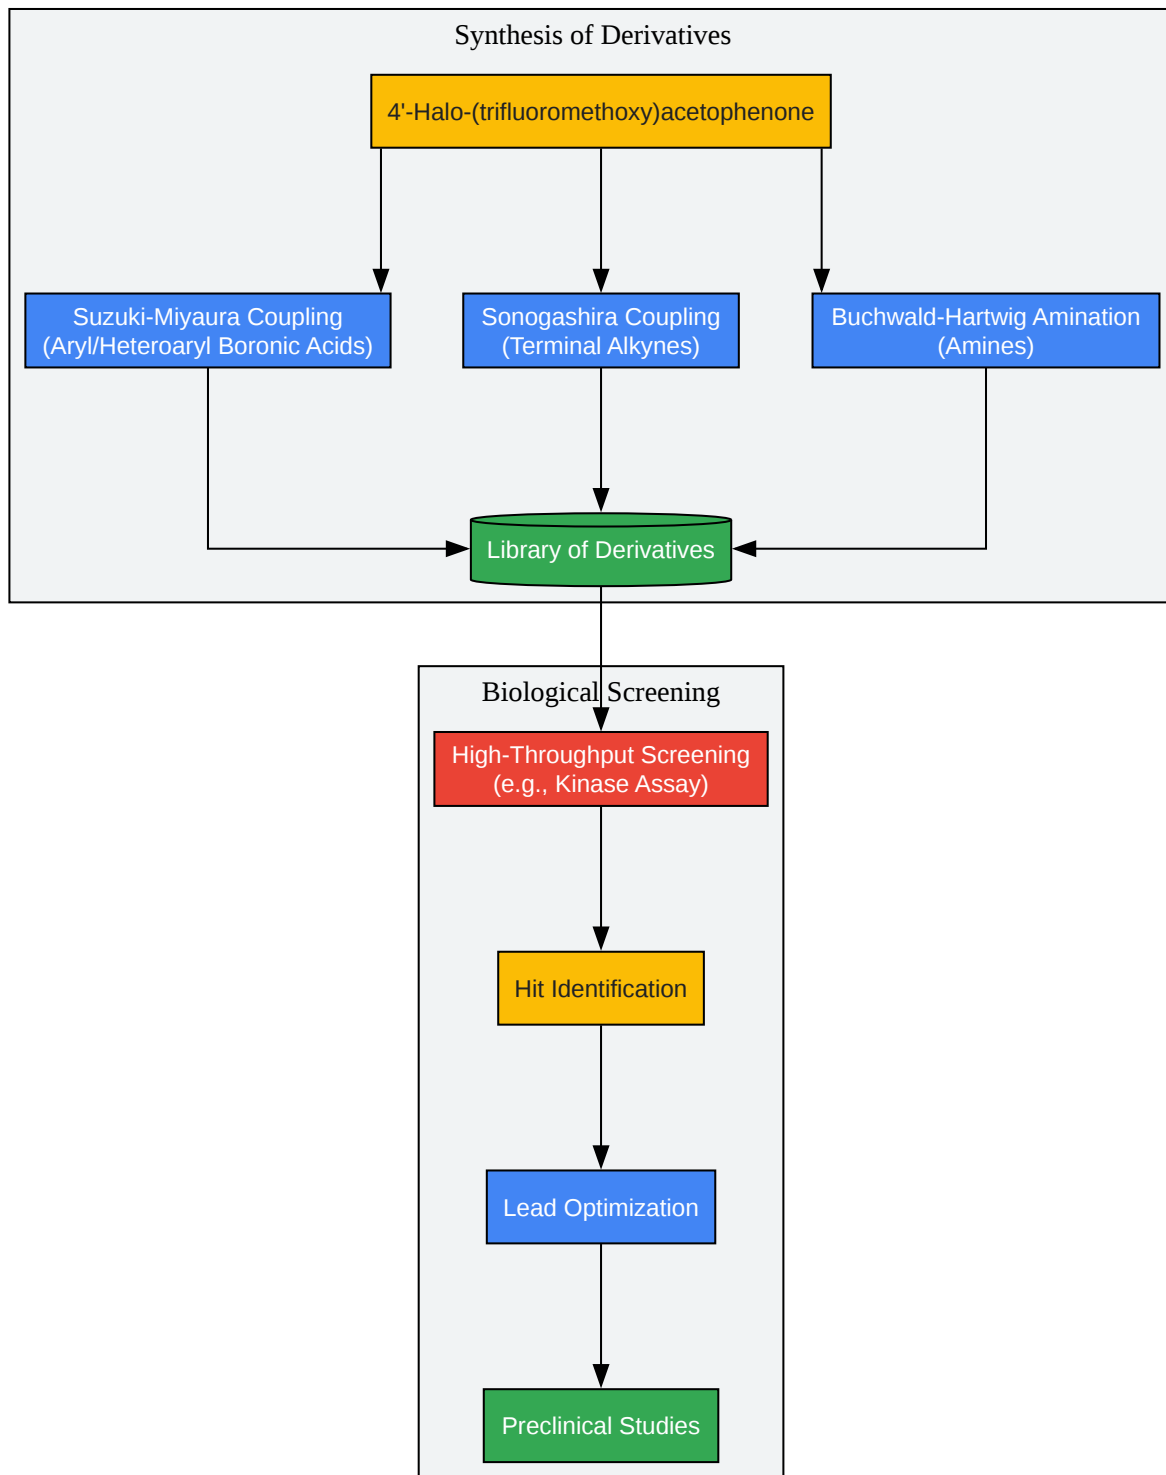 Synthesis of Derivatives
4'-Halo-(trifluoromethoxy)acetophenone
Suzuki-Miyaura Coupling
(Aryl/Heteroaryl Boronic Acids)
Sonogashira Coupling
(Terminal Alkynes)
Buchwald-Hartwig Amination
(Amines)
Library of Derivatives
Biological Screening
High-Throughput Screening
(e.g., Kinase Assay)
Hit Identification
Lead Optimization
Preclinical Studies